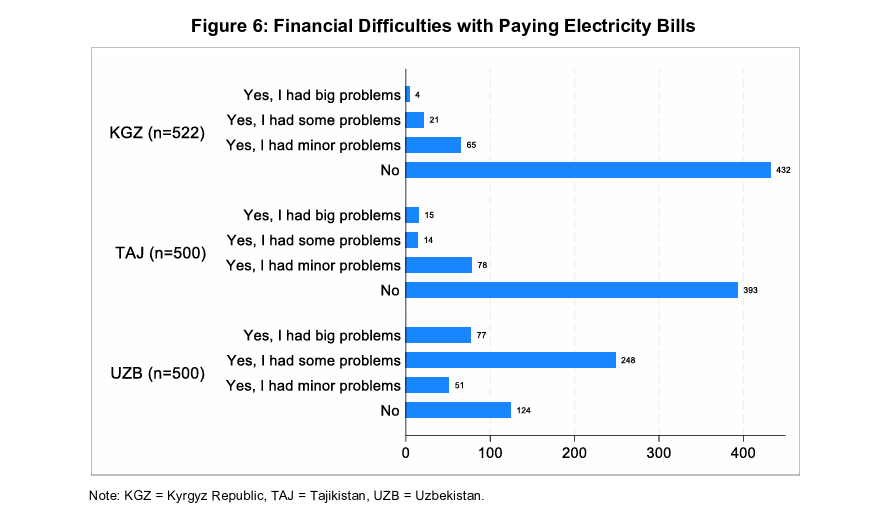 Figure 6: Financial Difficulties with Paying Electricity Bills
KGZ (n=522)
Yes, I had big problems 4
Yes, I had some problems 21
Yes, I had minor problems 65
No 432
TAJ (n=500)
Yes, I had big problems 15
Yes, I had some problems 14
Yes, I had minor problems 78
No 393
UZB (n=500)
Yes, I had big problems 77
Yes, I had some problems 248
Yes, I had minor problems 51
No 124
0 100 200 300 400
Note: KGZ = Kyrgyz Republic, TAJ = Tajikistan, UZB = Uzbekistan.